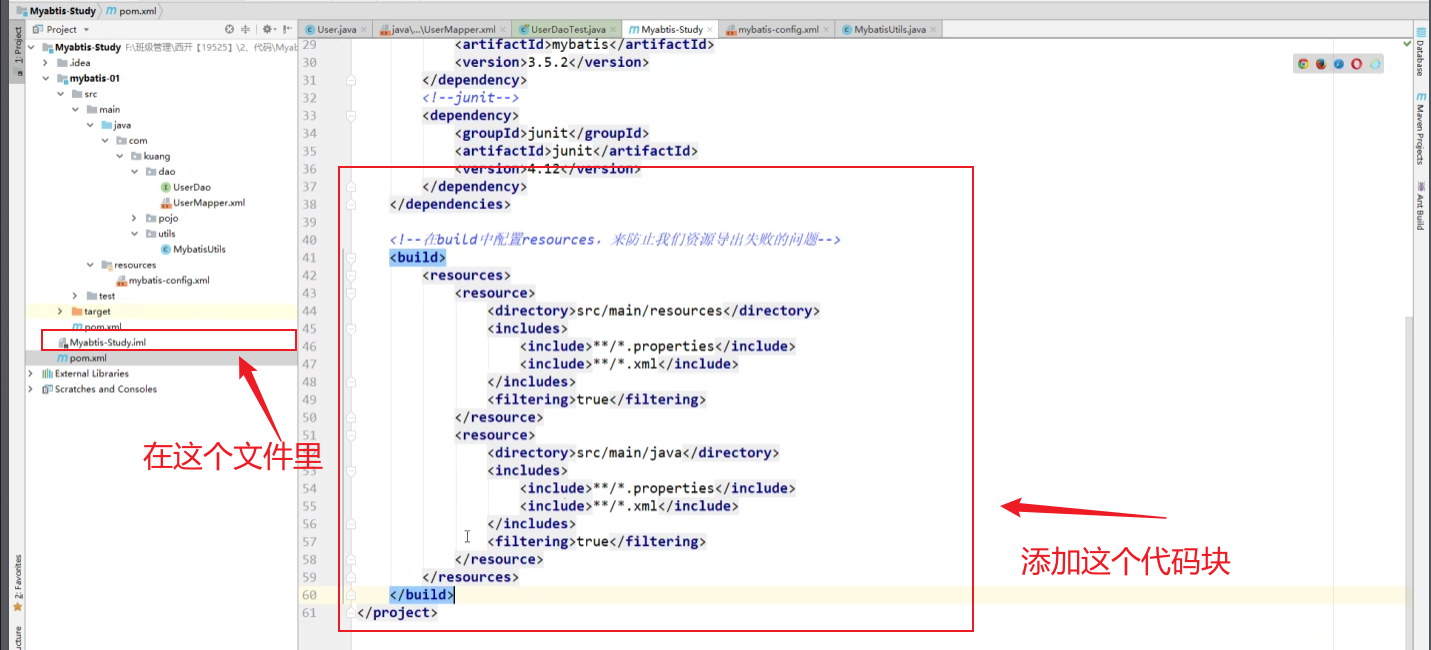 Myabtis-Study
pom.xml
Project
User.java
java\...\UserMapper.xml
UserDaoTest.java
Myabtis-Study
mybatis-config.xml
MybatisUtils.java
1: Project
Myabtis-Study F:\班级管理\西开【19525】\2、代码\Myab
.idea
mybatis-01
src
main
java
com
kuang
dao
UserDao
UserMapper.xml
pojo
utils
MybatisUtils
resources
mybatis-config.xml
test
target
pom.xml
Myabtis-Study.iml
pom.xml
External Libraries
Scratches and Consoles
在这个文件里
2: Favorites
29 <artifactId>mybatis</artifactId>
30 <version>3.5.2</version>
31 </dependency>
32 <!--junit-->
33 <dependency>
34 <groupId>junit</groupId>
35 <artifactId>junit</artifactId>
36 <version>4.12</version>
37 </dependency>
38 </dependencies>
39
40 <!--在build中配置resources，来防止我们资源导出失败的问题-->
41 <build>
42 <resources>
43 <resource>
44 <directory>src/main/resources</directory>
45 <includes>
46 <include>**/*.properties</include>
47 <include>**/*.xml</include>
48 </includes>
49 <filtering>true</filtering>
50 </resource>
51 <resource>
<directory>src/main/java</directory>
53 <includes>
54 <include>**/*.properties</include>
55 <include>**/*.xml</include>
56 </includes>
57 <filtering>true</filtering>
58 </resource>
59 </resources>
60 </build>
61 </project>
添加这个代码块
Database
Maven Projects
Ant Build